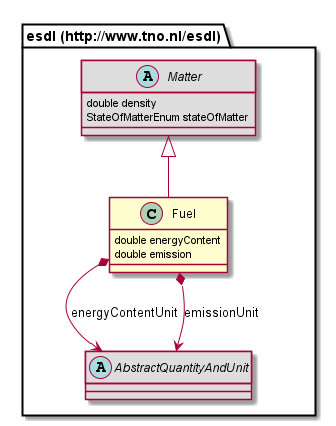 esdl (http://www.tno.nl/esdl)
A Matter
double density
StateOfMatterEnum stateOfMatter
C Fuel
double energyContent
double emission
energyContentUnit emissionUnit
A AbstractQuantityAndUnit